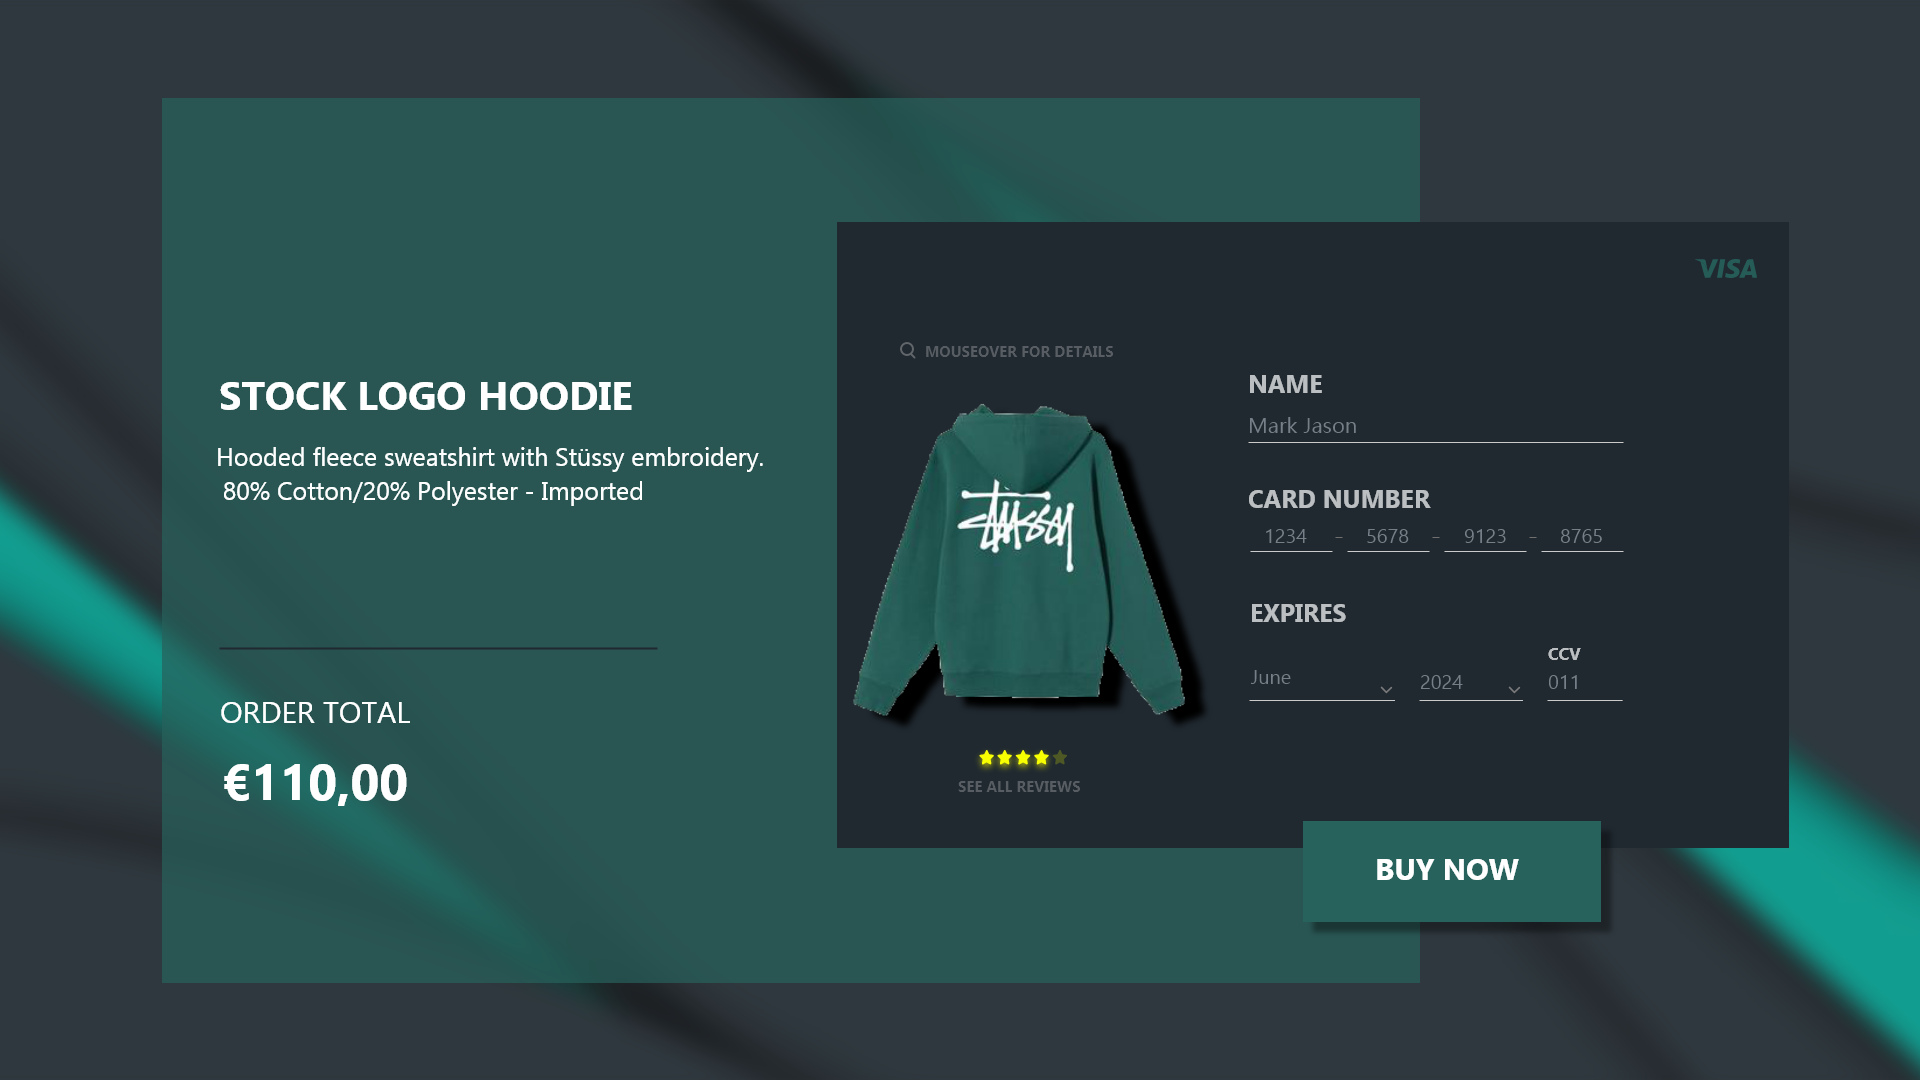 STOCK LOGO HOODIE
Hooded fleece sweatshirt with Stüssy embroidery.
80% Cotton/20% Polyester - Imported
ORDER TOTAL
€110,00
VISA
MOUSEOVER FOR DETAILS
Stüssy
SEE ALL REVIEWS
NAME
Mark Jason
CARD NUMBER
1234 - 5678 - 9123 - 8765
EXPIRES
CCV
June 2024 011
BUY NOW